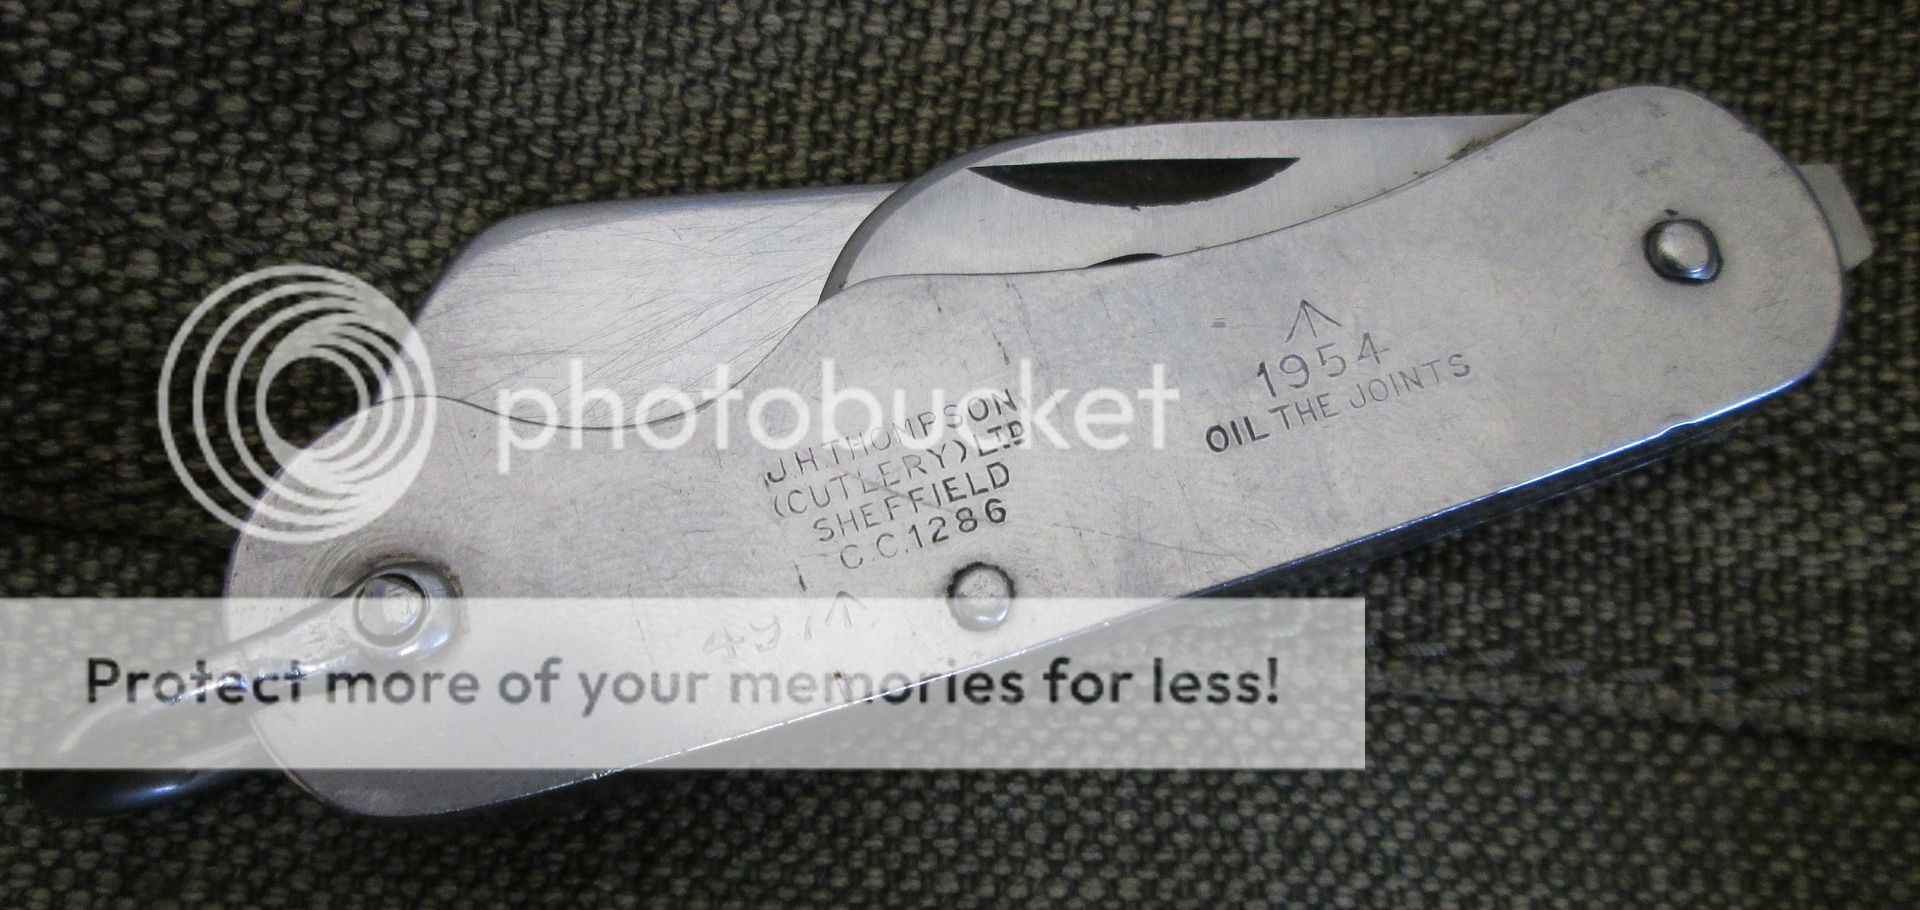 photobucket
1954
OIL THE JOINTS
J.H.THOMPSON
(CUTLERY) LTD
SHEFFIELD
C.C.1286
Protect more of your memories for less!